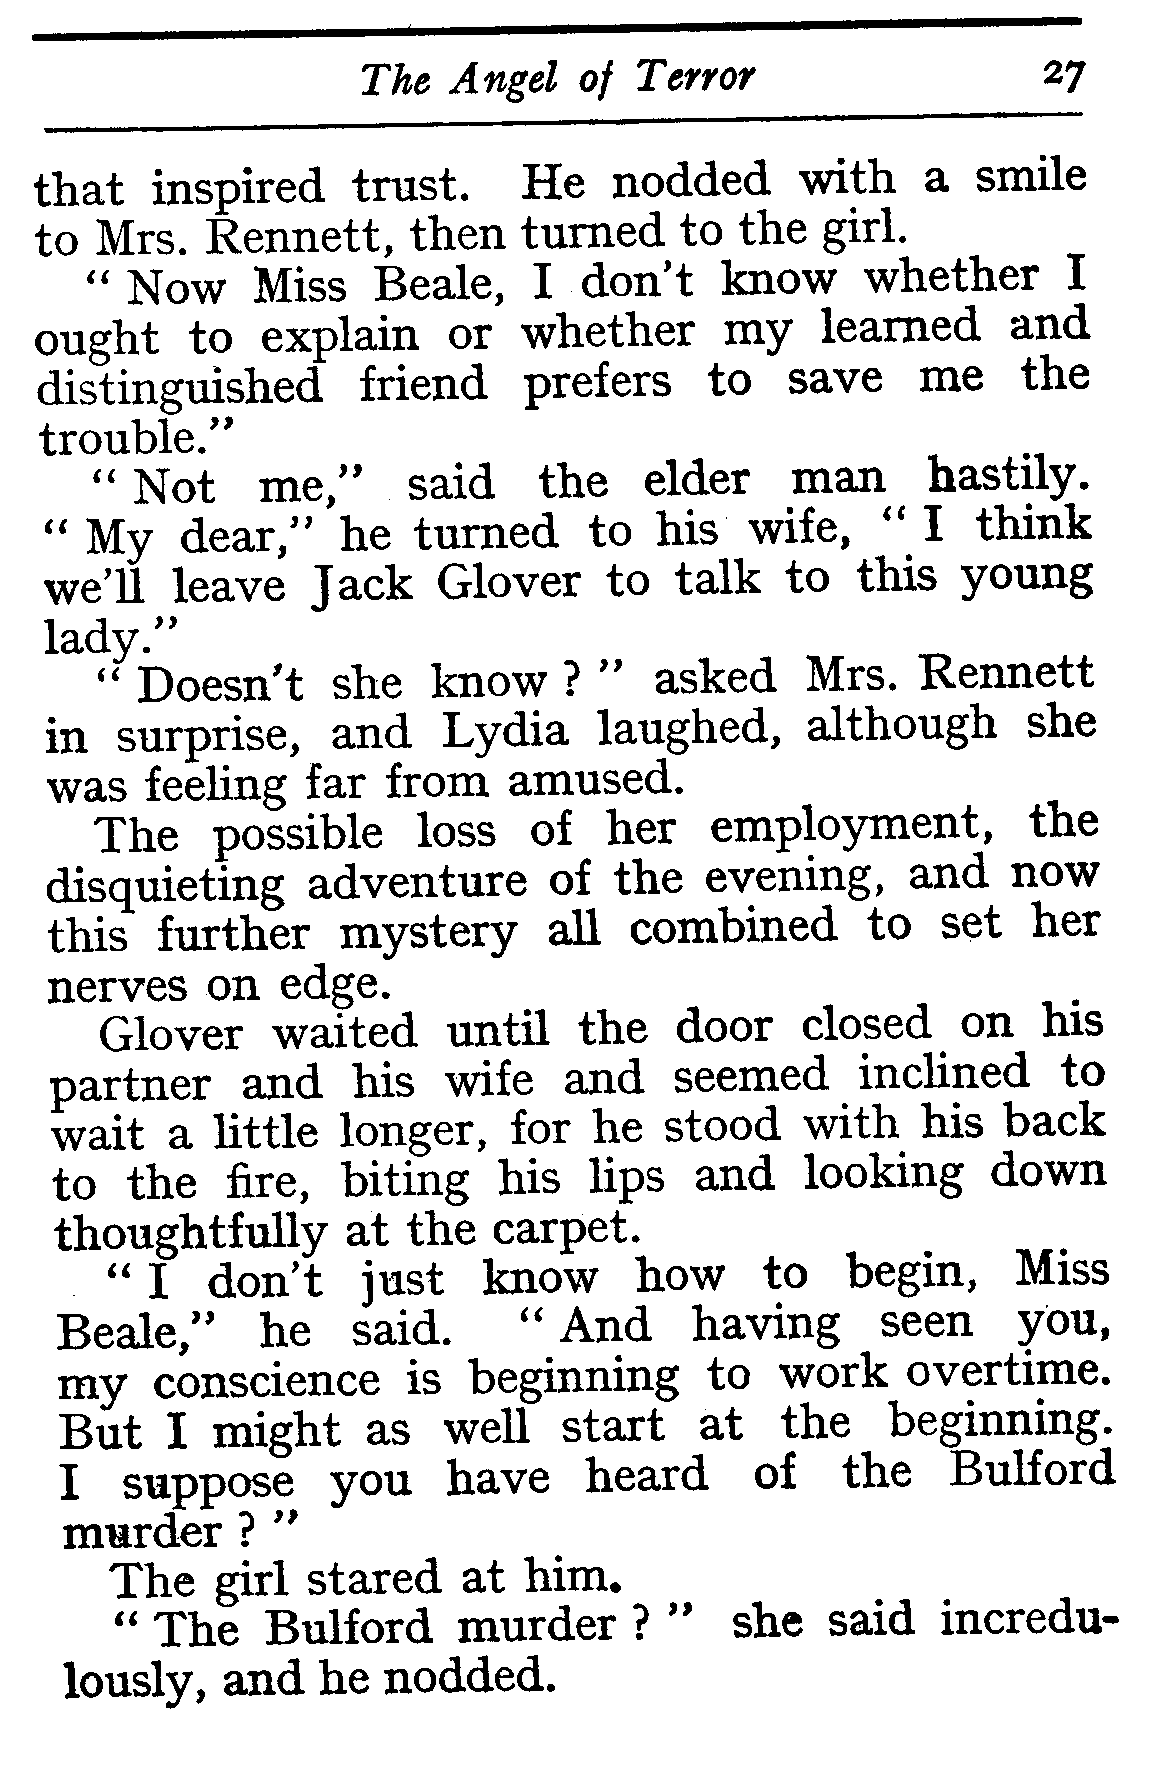 The Angel of Terror 27
that inspired trust. He nodded with a smile
to Mrs. Rennett, then turned to the girl.
“ Now Miss Beale, I don’t know whether I
ought to explain or whether my learned and
distinguished friend prefers to save me the
trouble.”
“ Not me,” said the elder man hastily.
“ My dear,” he turned to his wife, “ I think
we’ll leave Jack Glover to talk to this young
lady.”
“ Doesn’t she know ? ” asked Mrs. Rennett
in surprise, and Lydia laughed, although she
was feeling far from amused.
The possible loss of her employment, the
disquieting adventure of the evening, and now
this further mystery all combined to set her
nerves on edge.
Glover waited until the door closed on his
partner and his wife and seemed inclined to
wait a little longer, for he stood with his back
to the fire, biting his lips and looking down
thoughtfully at the carpet.
“ I don’t just know how to begin, Miss
Beale,” he said. “ And having seen you,
my conscience is beginning to work overtime.
But I might as well start at the beginning.
I suppose you have heard of the Bulford
murder ? ”
The girl stared at him.
“ The Bulford murder ? ” she said incredu-
lously, and he nodded.